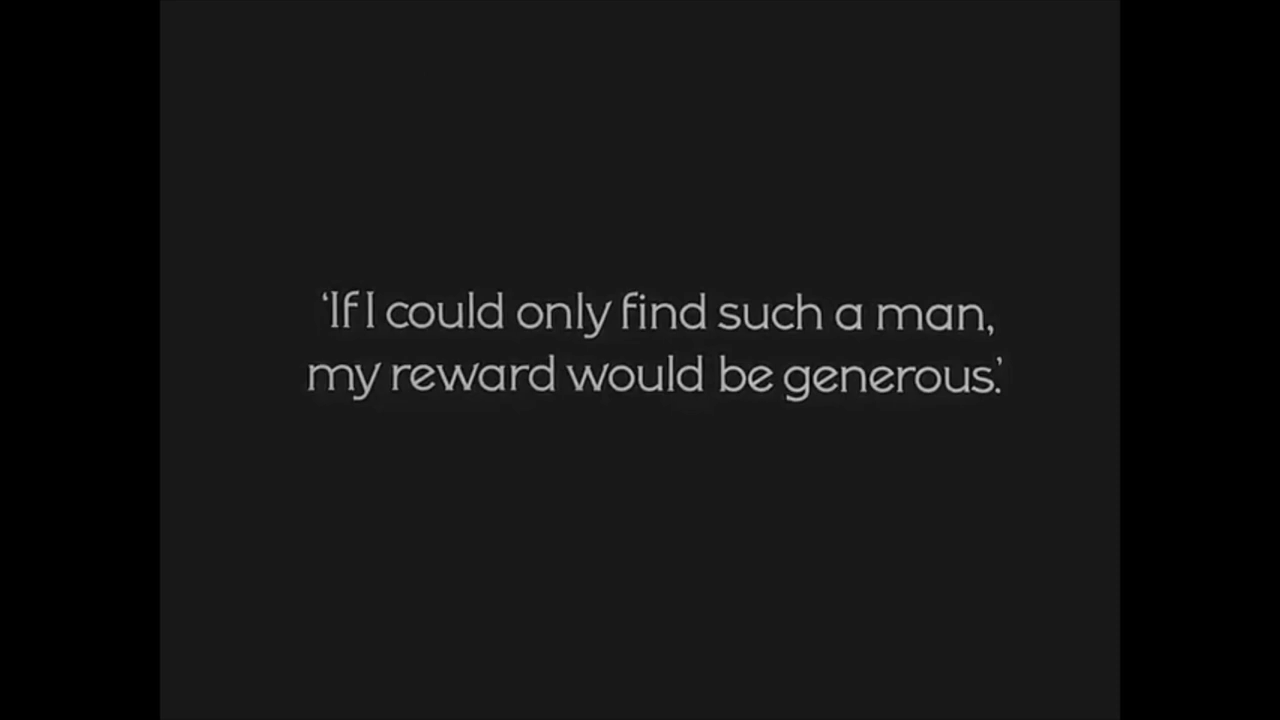 ‘If I could only find such a man,
my reward would be generous.’